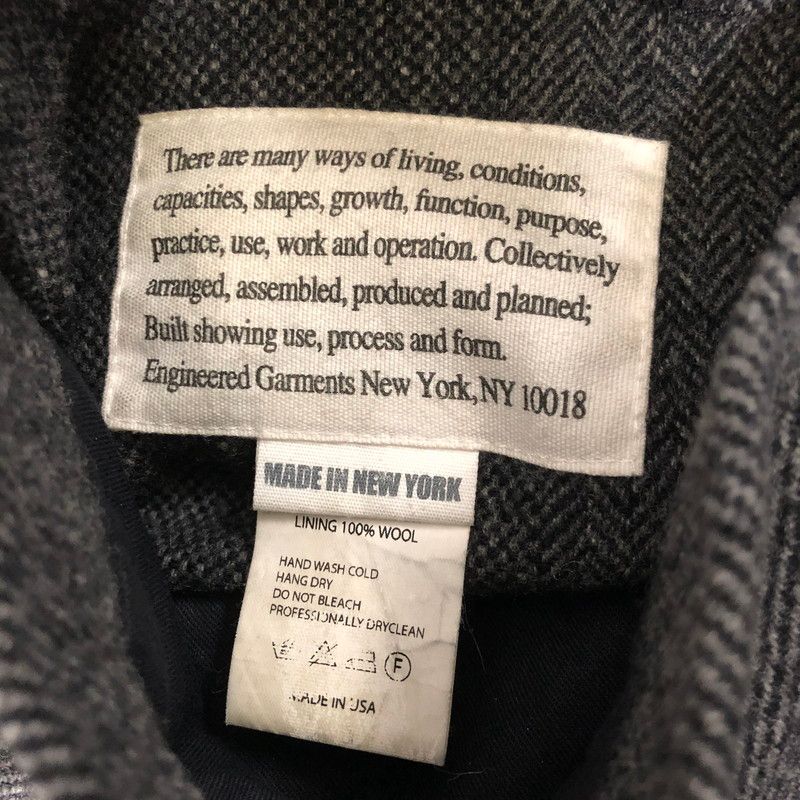 There are many ways of living, conditions,
capacities, shapes, growth, function, purpose,
practice, use, work and operation. Collectively
arranged, assembled, produced and planned;
Built showing use, process and form.
Engineered Garments New York, NY 10018
MADE IN NEW YORK
LINING 100% WOOL
HAND WASH COLD
HANG DRY
DO NOT BLEACH
PROFESSIONALLY DRYCLEAN
F
MADE IN USA